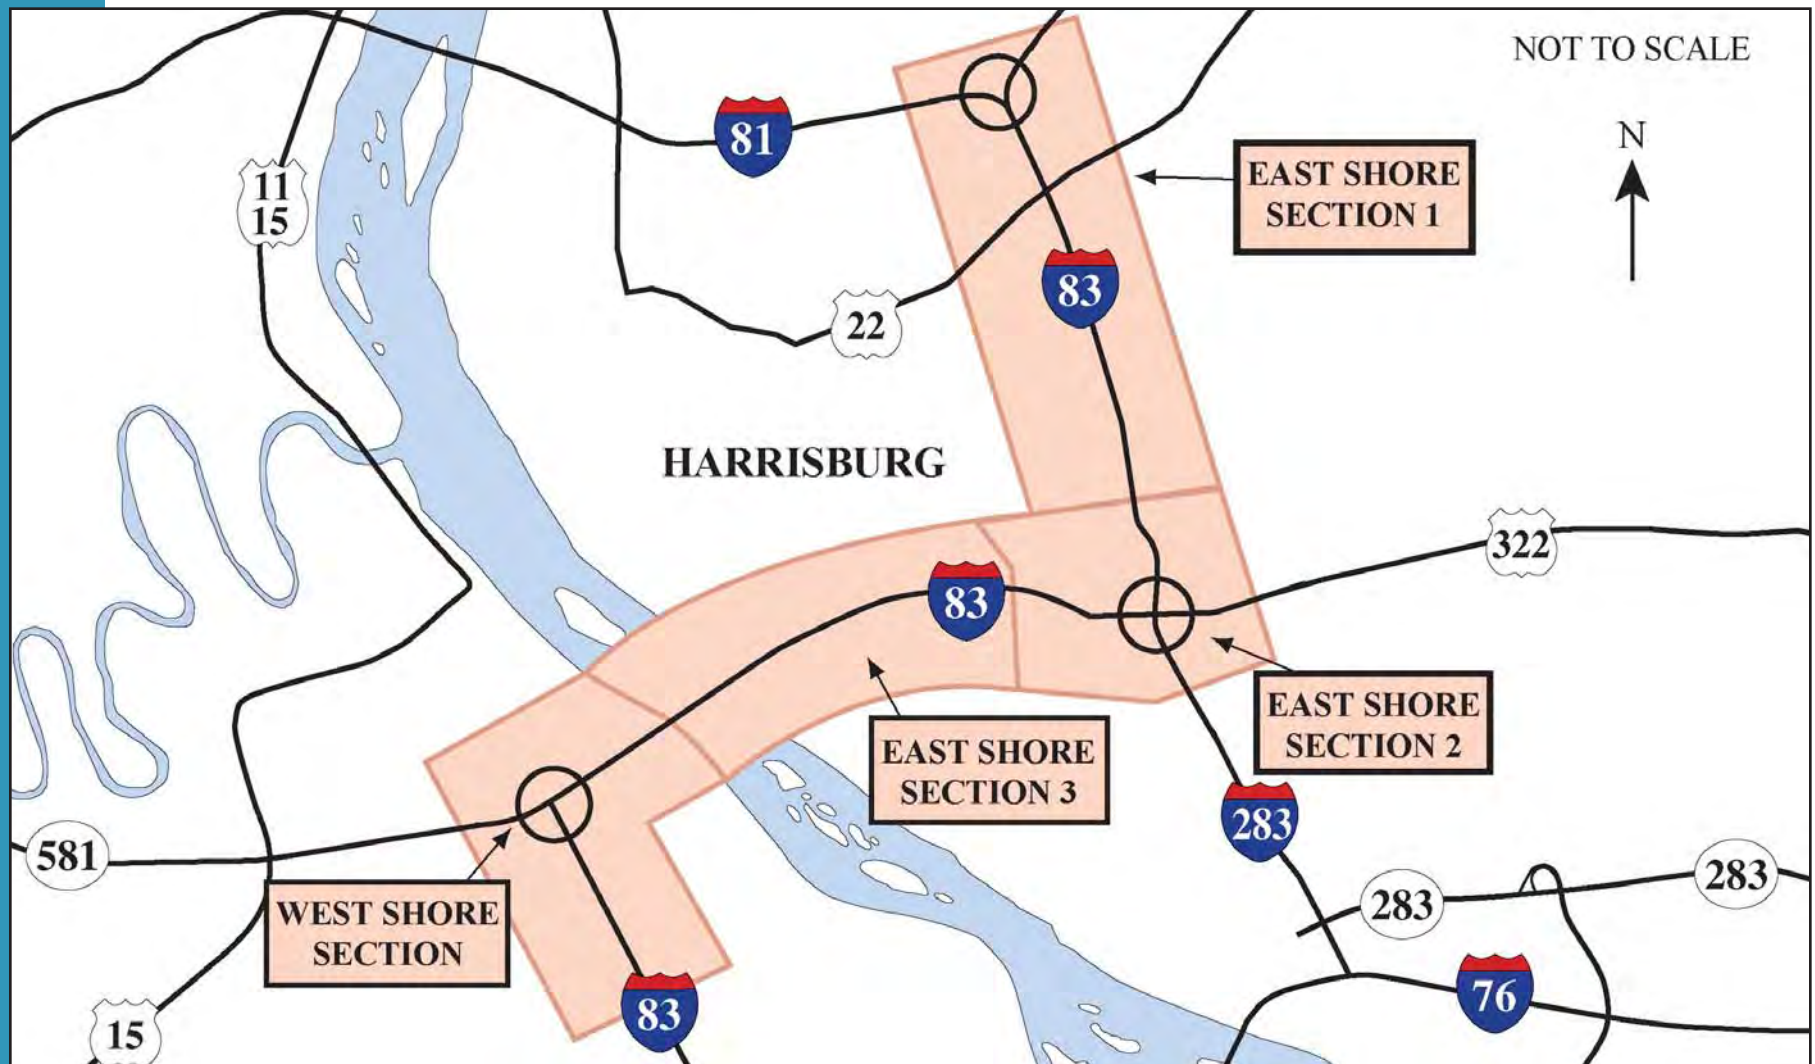 NOT TO SCALE
N
81
11
15
EAST SHORE
SECTION 1
83
22
HARRISBURG
322
83
EAST SHORE
SECTION 2
EAST SHORE
SECTION 3
283
581
283
283
WEST SHORE
SECTION
83
76
15